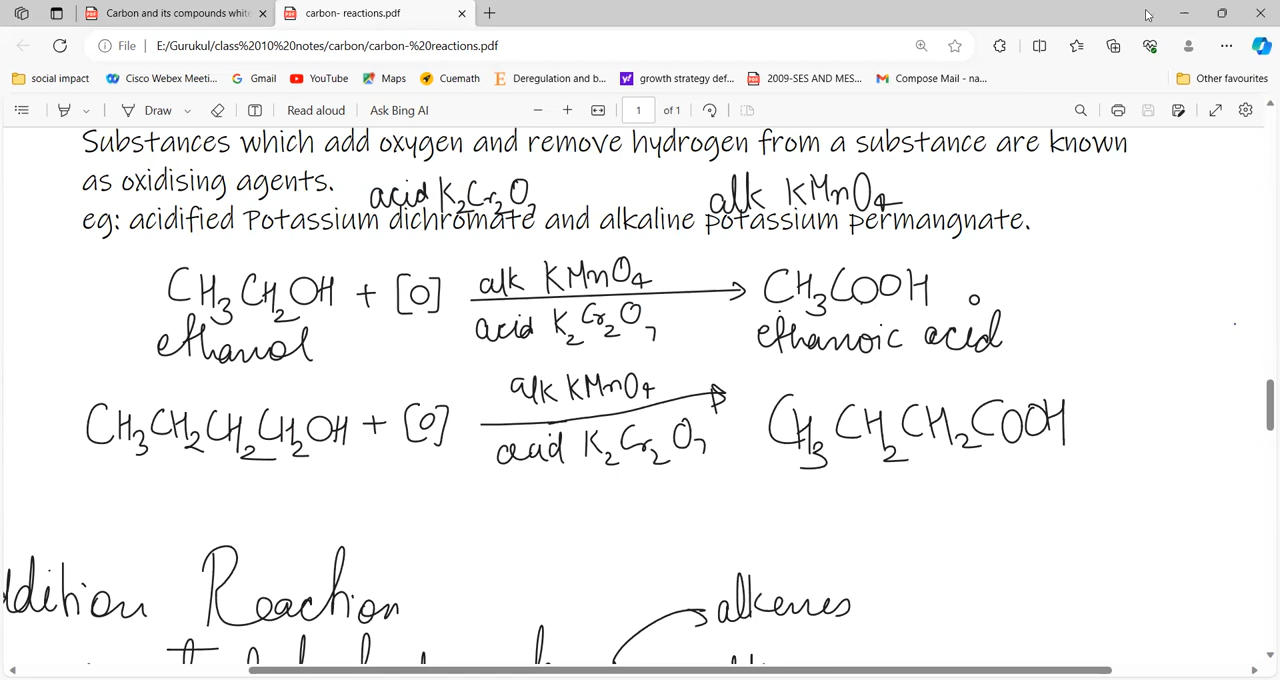 Carbon and its compounds white
carbon- reactions.pdf
File E:/Gurukul/class%2010%20notes/carbon/carbon-%20reactions.pdf
social impact Cisco Webex Meeti... Gmail YouTube Maps Cuemath Deregulation and b... growth strategy def... 2009-SES AND MES... Compose Mail - na... Other favourites
Draw Read aloud Ask Bing AI 1 of 1
Substances which add oxygen and remove hydrogen from a substance are known
as oxidising agents.
acid K₂Cr₂O₇ alk KMnO₄
eg: acidified Potassium dichromate and alkaline potassium permangnate.
CH₃CH₂OH + [O] alk KMnO₄ → CH₃COOH
acid K₂Cr₂O₇
ethanol ethanoic acid
alk KMnO₄
CH₃CH₂CH₂CH₂OH + [O] → CH₃CH₂CH₂COOH
acid K₂Cr₂O₇
ddition Reaction
alkenes